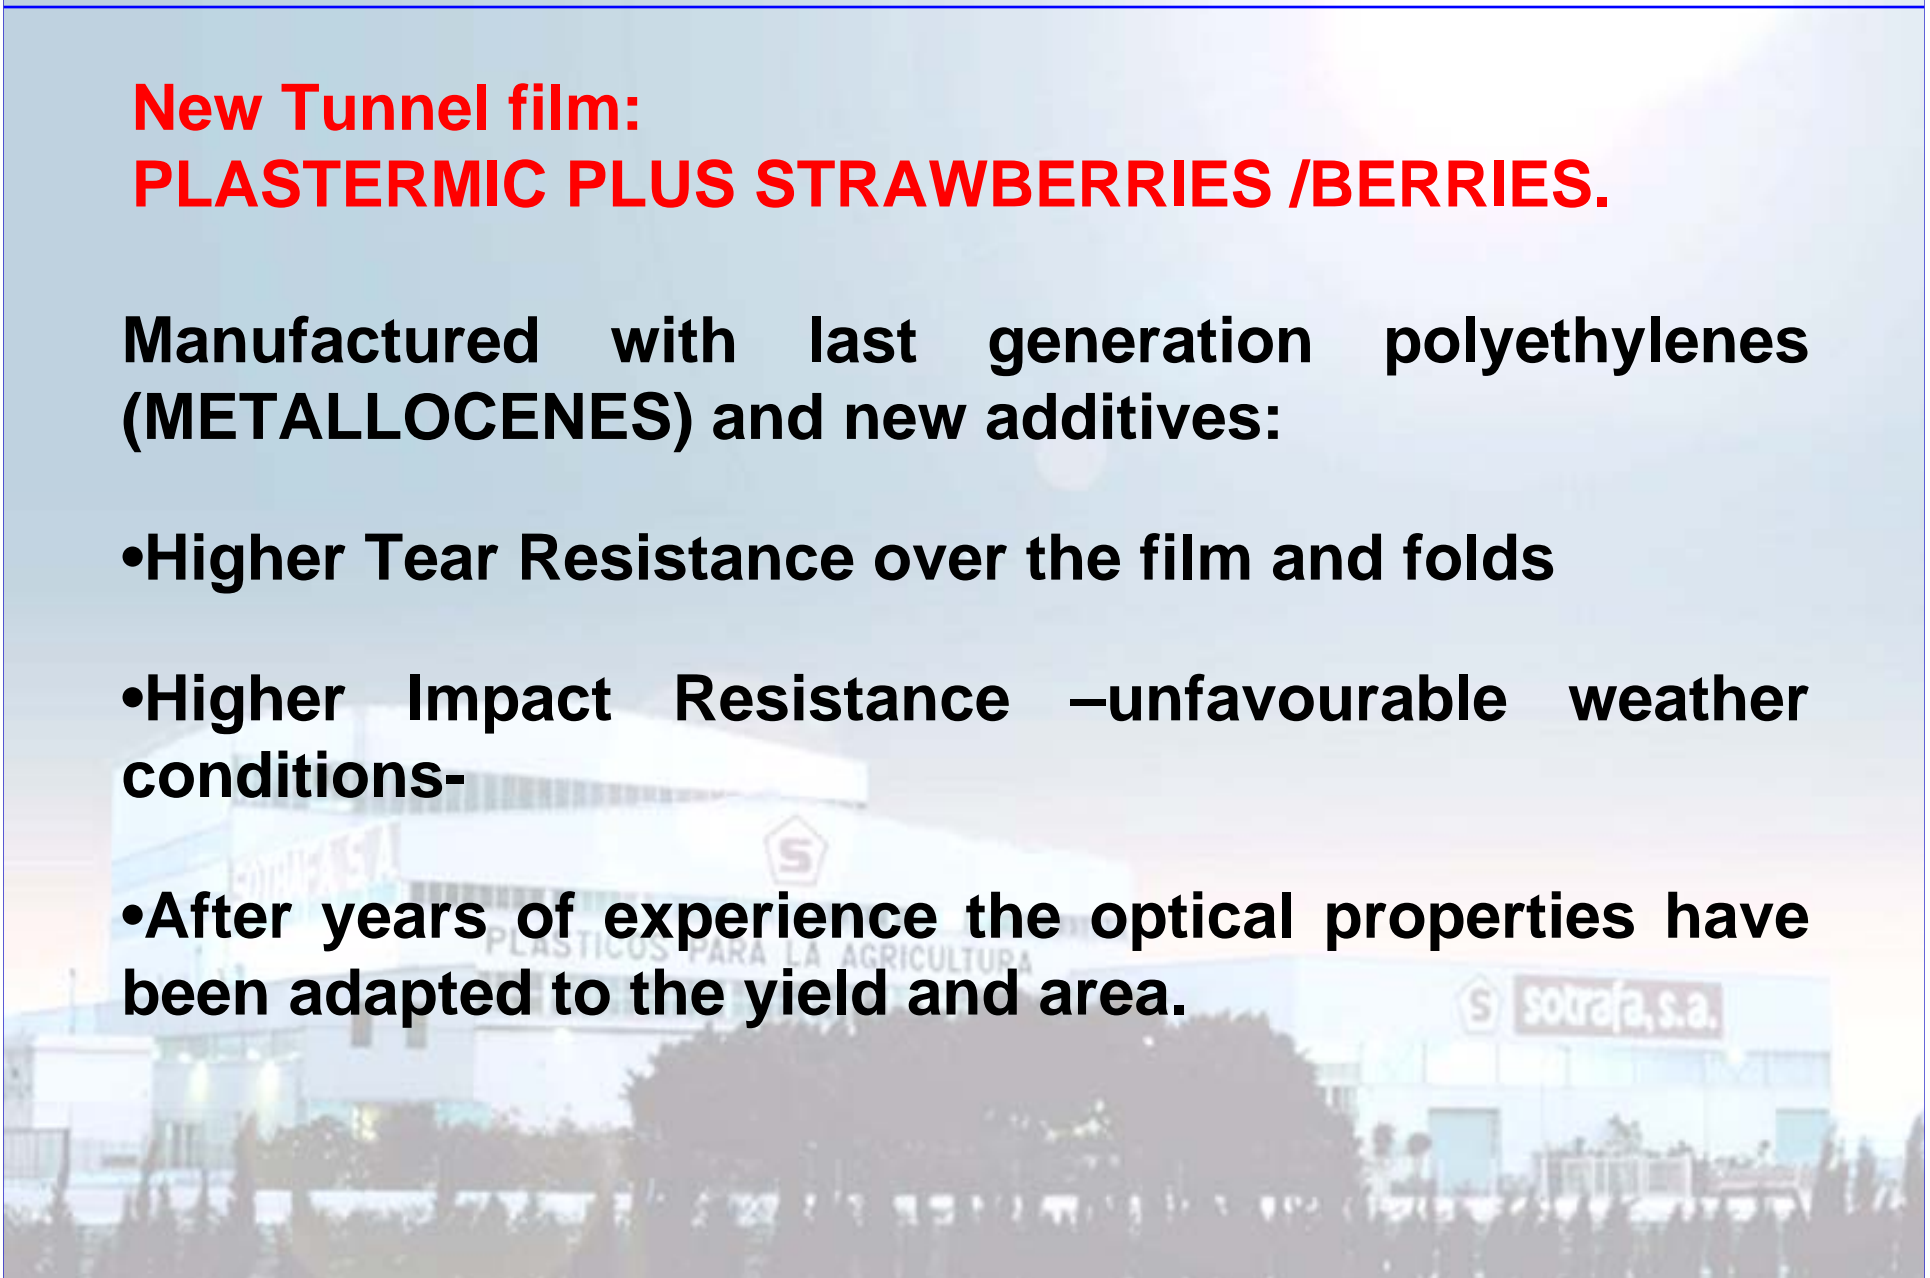 New Tunnel film:
PLASTERMIC PLUS STRAWBERRIES /BERRIES.
Manufactured with last generation polyethylenes
(METALLOCENES) and new additives:
•Higher Tear Resistance over the film and folds
•Higher Impact Resistance –unfavourable weather
conditions-
SOTRAFA S A
S
•After years of experience the optical properties have
PLASTICOS PARA LA AGRICULTURA
been adapted to the yield and area.
S sotrafa, s.a.